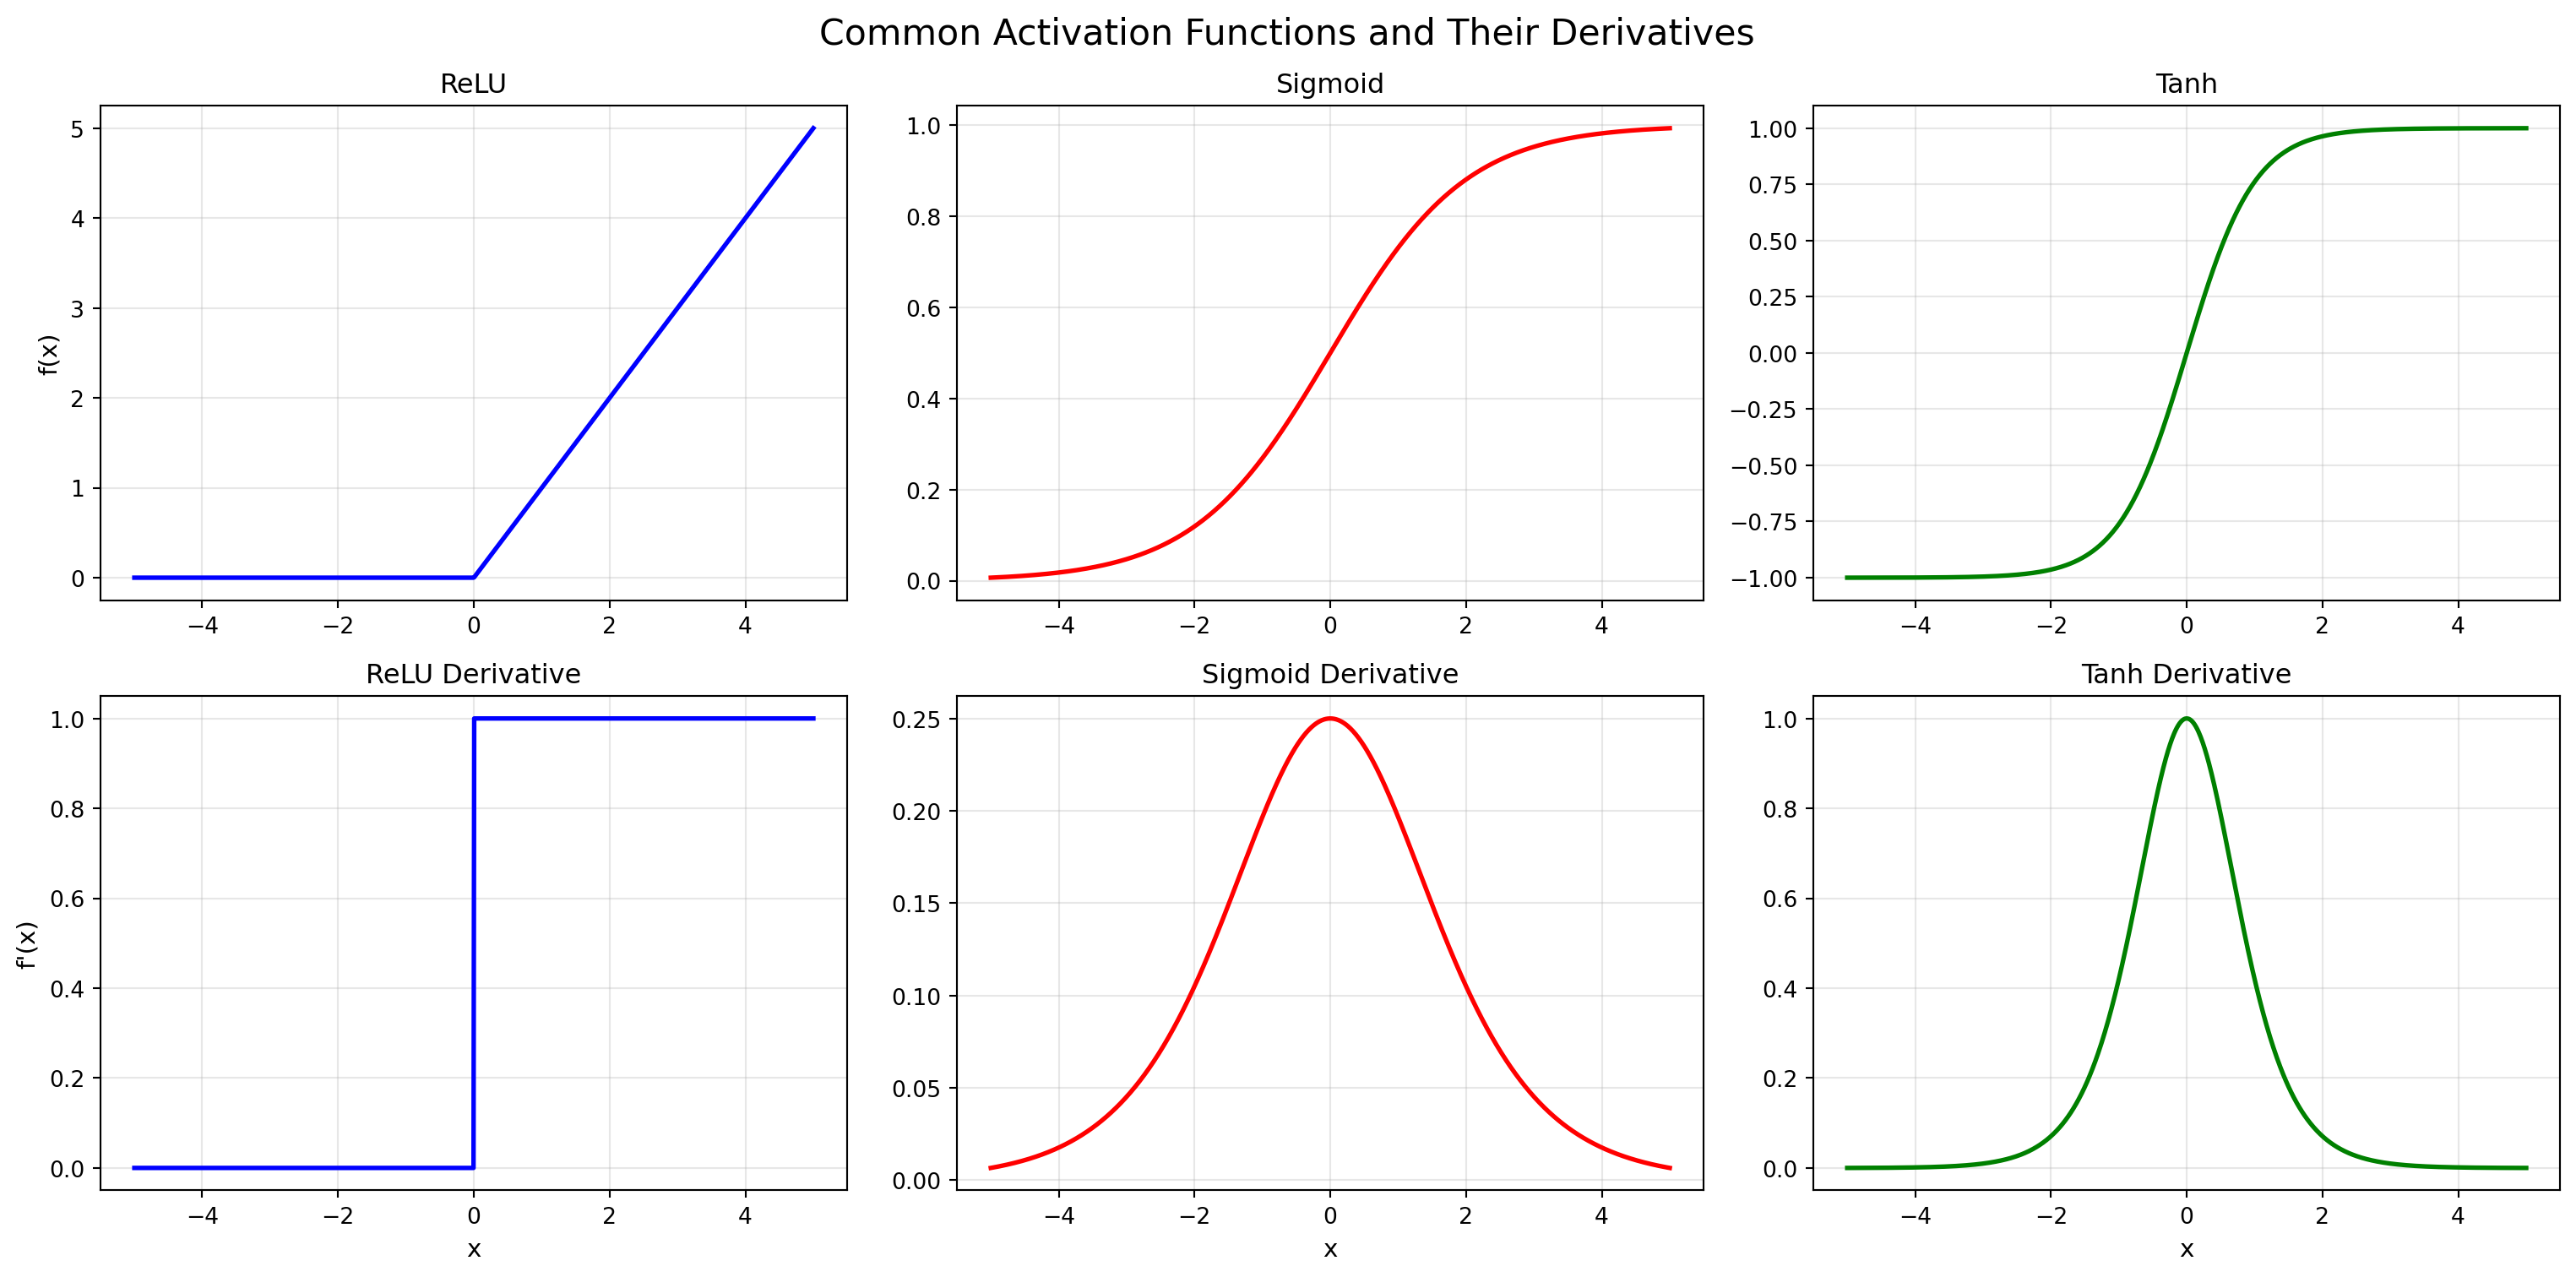 Common Activation Functions and Their Derivatives
ReLU
Sigmoid
Tanh
f(x)
5
4
3
2
1
0
−4 −2 0 2 4
1.0
0.8
0.6
0.4
0.2
0.0
−4 −2 0 2 4
1.00
0.75
0.50
0.25
0.00
−0.25
−0.50
−0.75
−1.00
−4 −2 0 2 4
ReLU Derivative
Sigmoid Derivative
Tanh Derivative
f'(x)
1.0
0.8
0.6
0.4
0.2
0.0
−4 −2 0 2 4
x
0.25
0.20
0.15
0.10
0.05
0.00
−4 −2 0 2 4
x
1.0
0.8
0.6
0.4
0.2
0.0
−4 −2 0 2 4
x